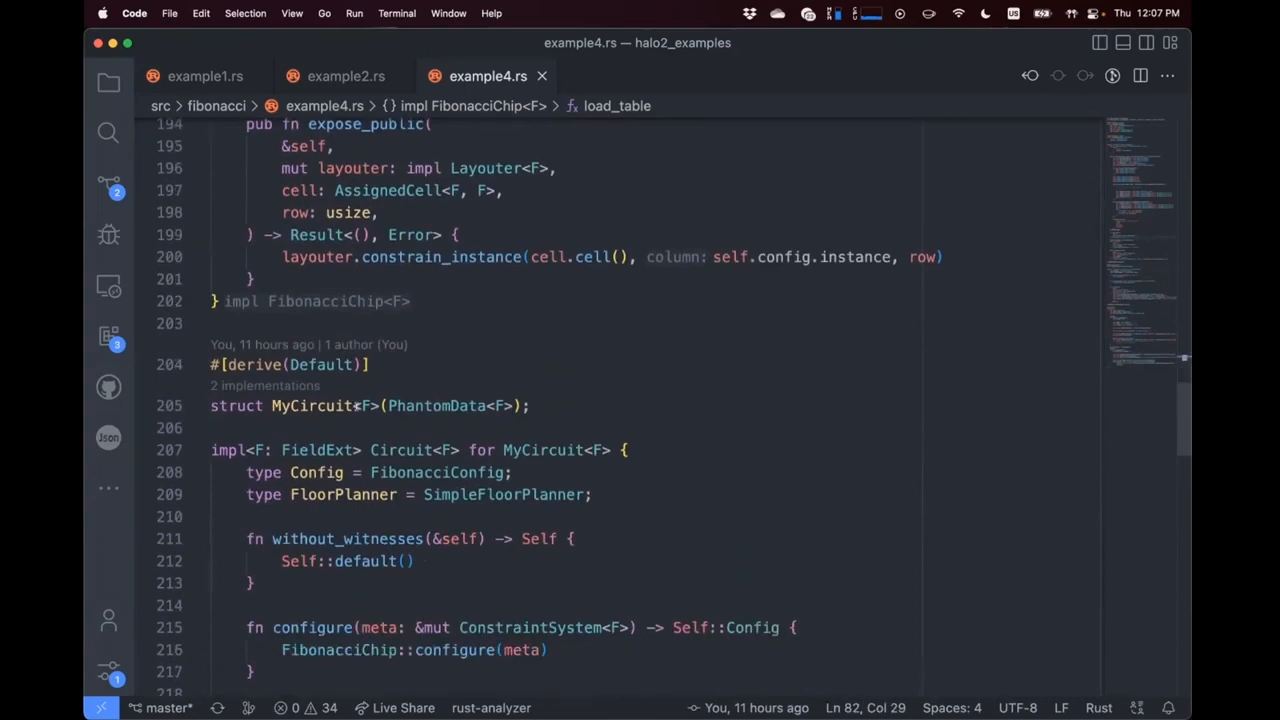 Code File Edit Selection View Go Run Terminal Window Help Thu 12:07 PM
example4.rs — halo2_examples
example1.rs example2.rs example4.rs
src > fibonacci > example4.rs > {} impl FibonacciChip<F> > load_table
194 pub fn expose_public(
195 &self,
196 mut layouter: impl Layouter<F>,
197 cell: AssignedCell<F, F>,
198 row: usize,
199 ) -> Result<(), Error> {
200 layouter.constrain_instance(cell.cell(), column: self.config.instance, row)
201 }
202 } impl FibonacciChip<F>
203
You, 11 hours ago | 1 author (You)
204 #[derive(Default)]
2 implementations
205 struct MyCircuit<F>(PhantomData<F>);
206
207 impl<F: FieldExt> Circuit<F> for MyCircuit<F> {
208 type Config = FibonacciConfig;
209 type FloorPlanner = SimpleFloorPlanner;
210
211 fn without_witnesses(&self) -> Self {
212 Self::default()
213 }
214
215 fn configure(meta: &mut ConstraintSystem<F>) -> Self::Config {
216 FibonacciChip::configure(meta)
217 }
218
2
3
Json
1
master* 0 34 Live Share rust-analyzer You, 11 hours ago Ln 82, Col 29 Spaces: 4 UTF-8 LF Rust